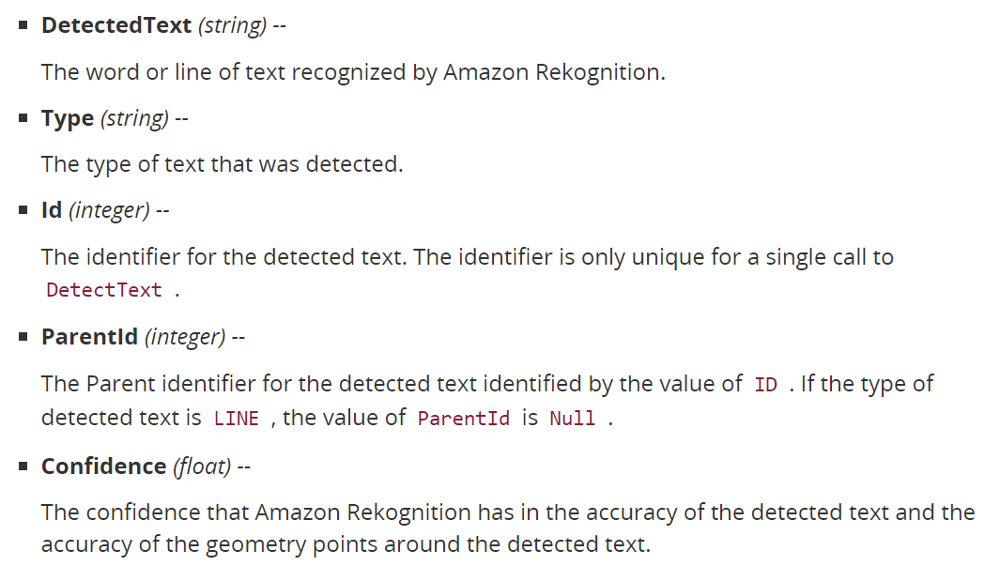 ▪ DetectedText (string) --
The word or line of text recognized by Amazon Rekognition.
▪ Type (string) --
The type of text that was detected.
▪ Id (integer) --
The identifier for the detected text. The identifier is only unique for a single call to
DetectText .
▪ ParentId (integer) --
The Parent identifier for the detected text identified by the value of ID . If the type of
detected text is LINE , the value of ParentId is Null .
▪ Confidence (float) --
The confidence that Amazon Rekognition has in the accuracy of the detected text and the
accuracy of the geometry points around the detected text.